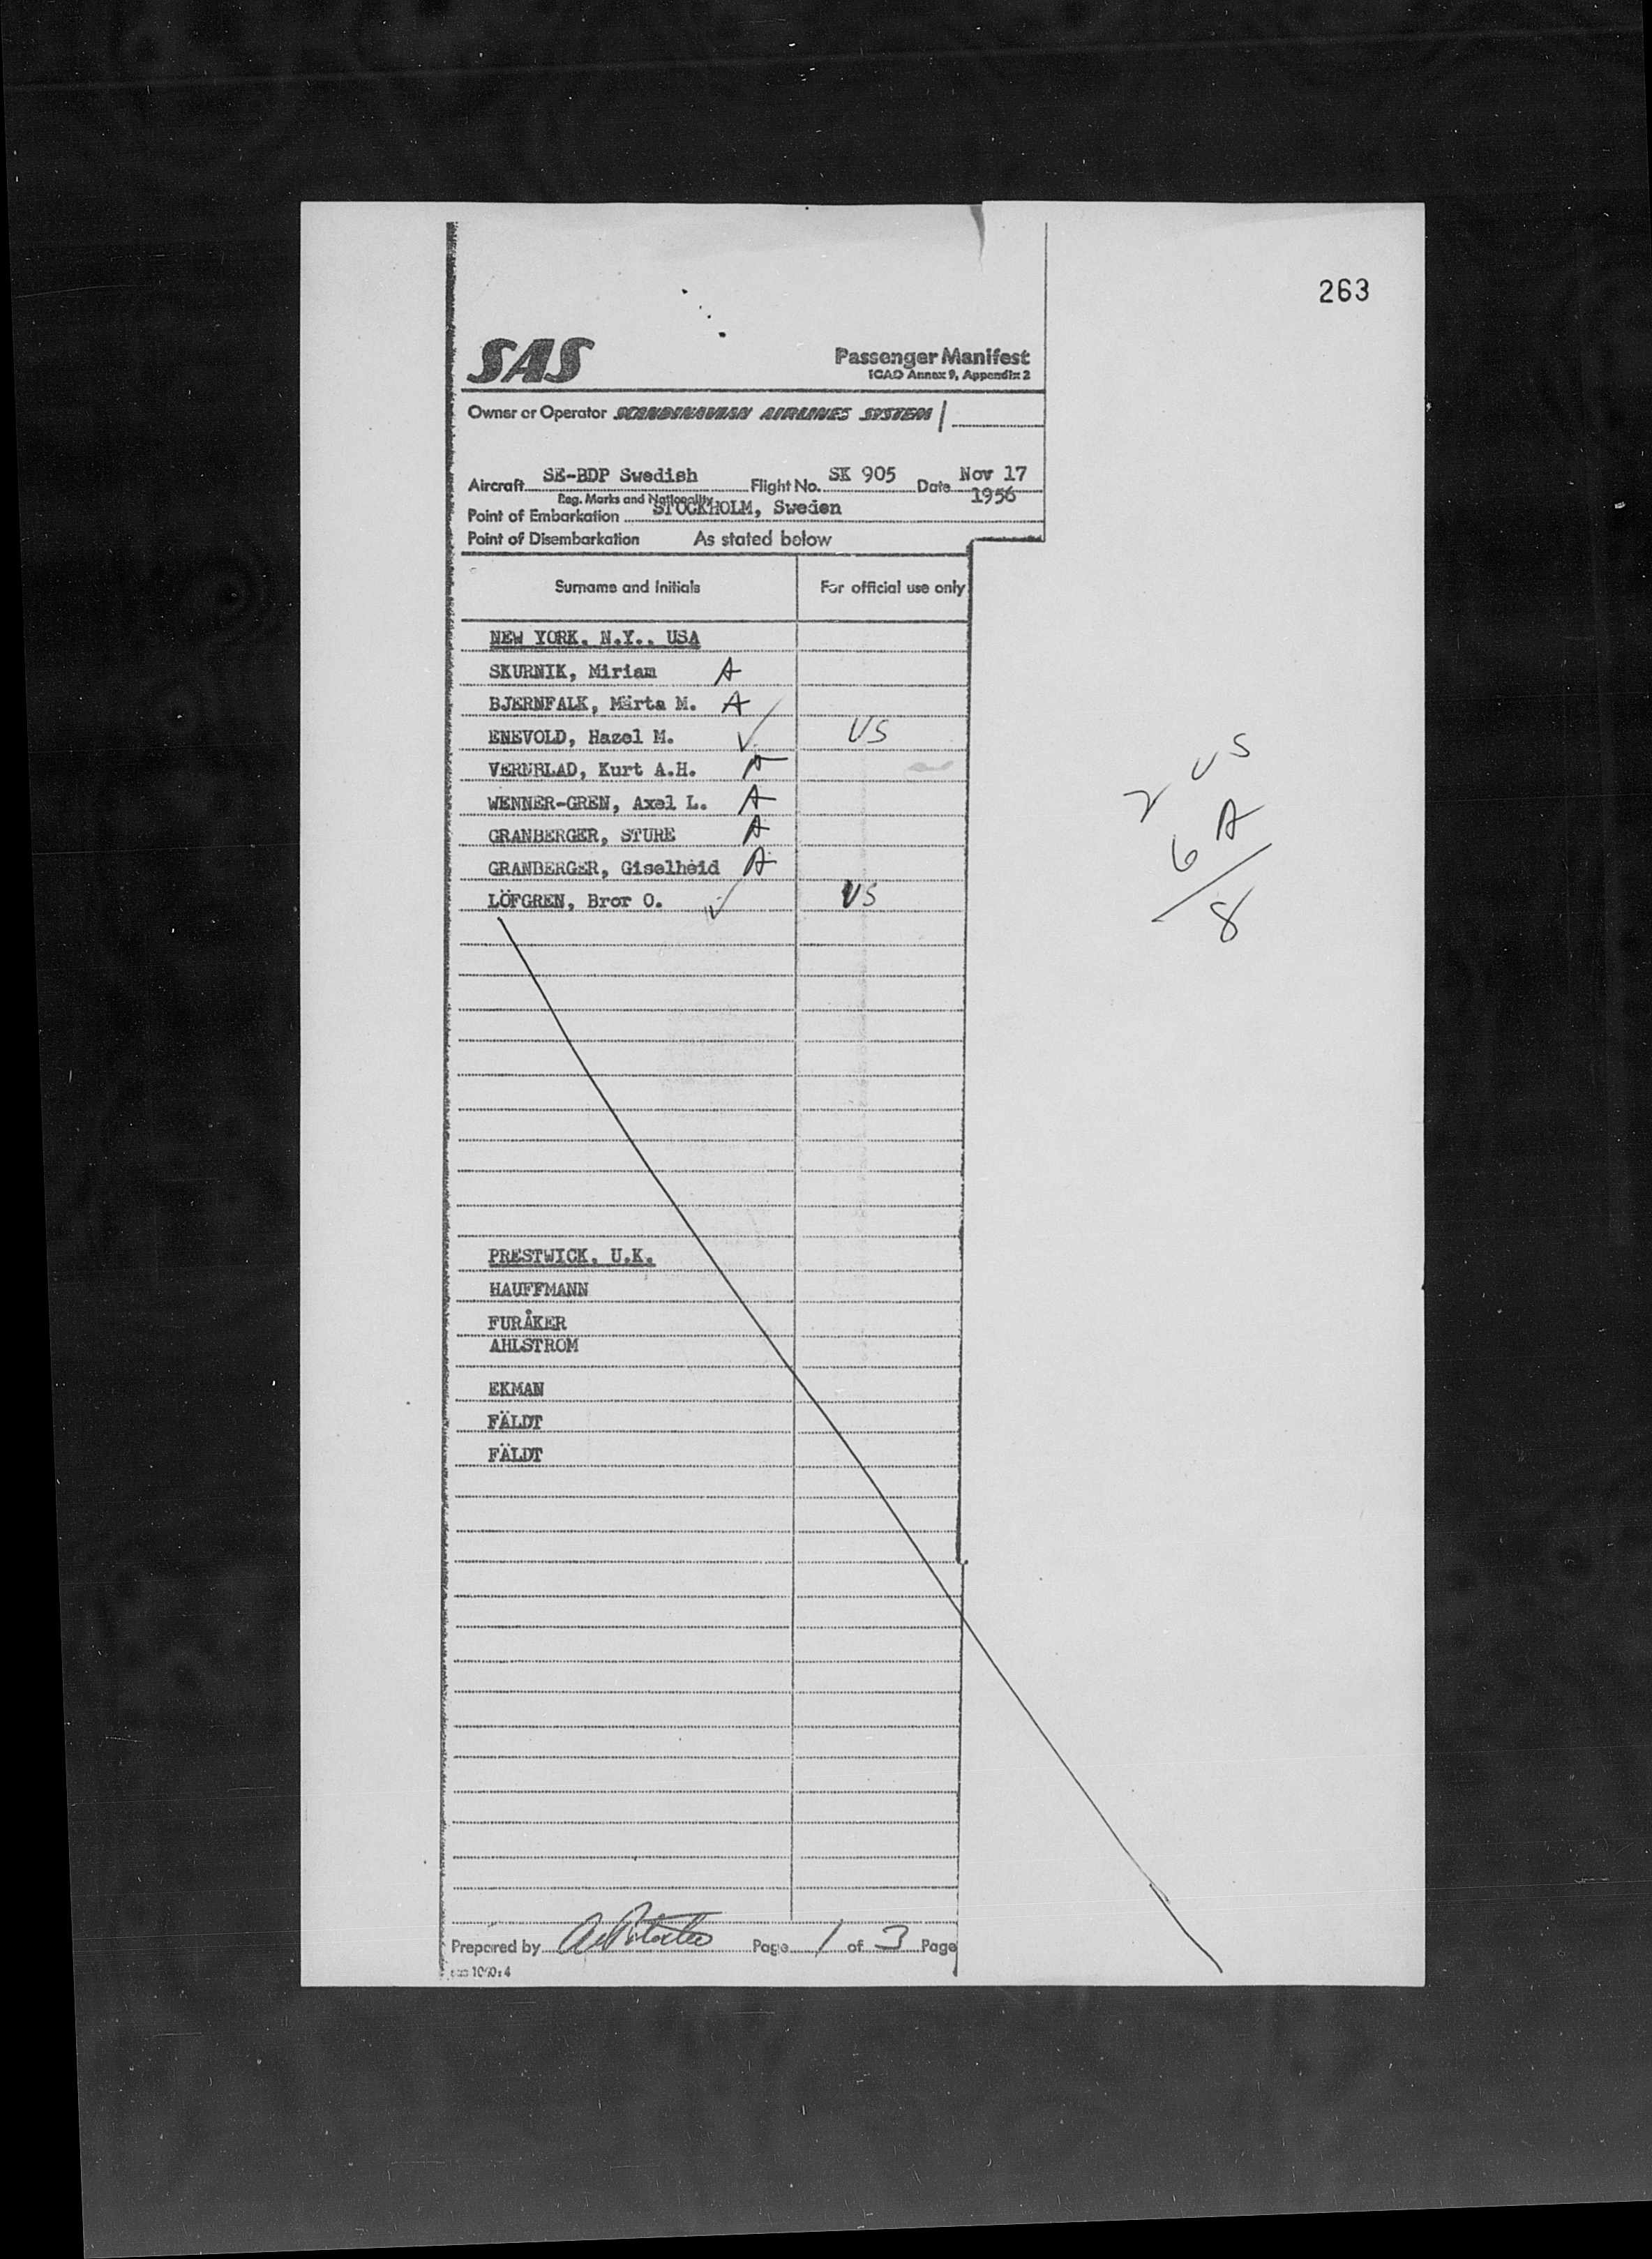 263
SAS
Passenger Manifest
ICAO Annex 9, Appendix 2
Owner or Operator SCANDINAVIAN AIRLINES SYSTEM
Aircraft SE-BDP Swedish Flight No. SK 905 Date Nov 17 1956
Reg. Marks and Nationality
Point of Embarkation STOCKHOLM, Sweden
Point of Disembarkation As stated below
Surname and Initials For official use only
NEW YORK, N.Y., USA
SKURNIK, Miriam A
BJERNFALK, Märta M. A
ENEVOLD, Hazel M. ✓ US
VERNBLAD, Kurt A.H. A
WENNER-GREN, Axel L. A
GRANBERGER, STURE A
GRANBERGER, Giselheid A
LÖFGREN, Bror O. ✓ US
2 US
6 A
8
PRESTWICK, U.K.
HAUFFMANN
FURÅKER
AHLSTROM
EKMAN
FÄLDT
FÄLDT
Prepared by Page 1 of 3 Page